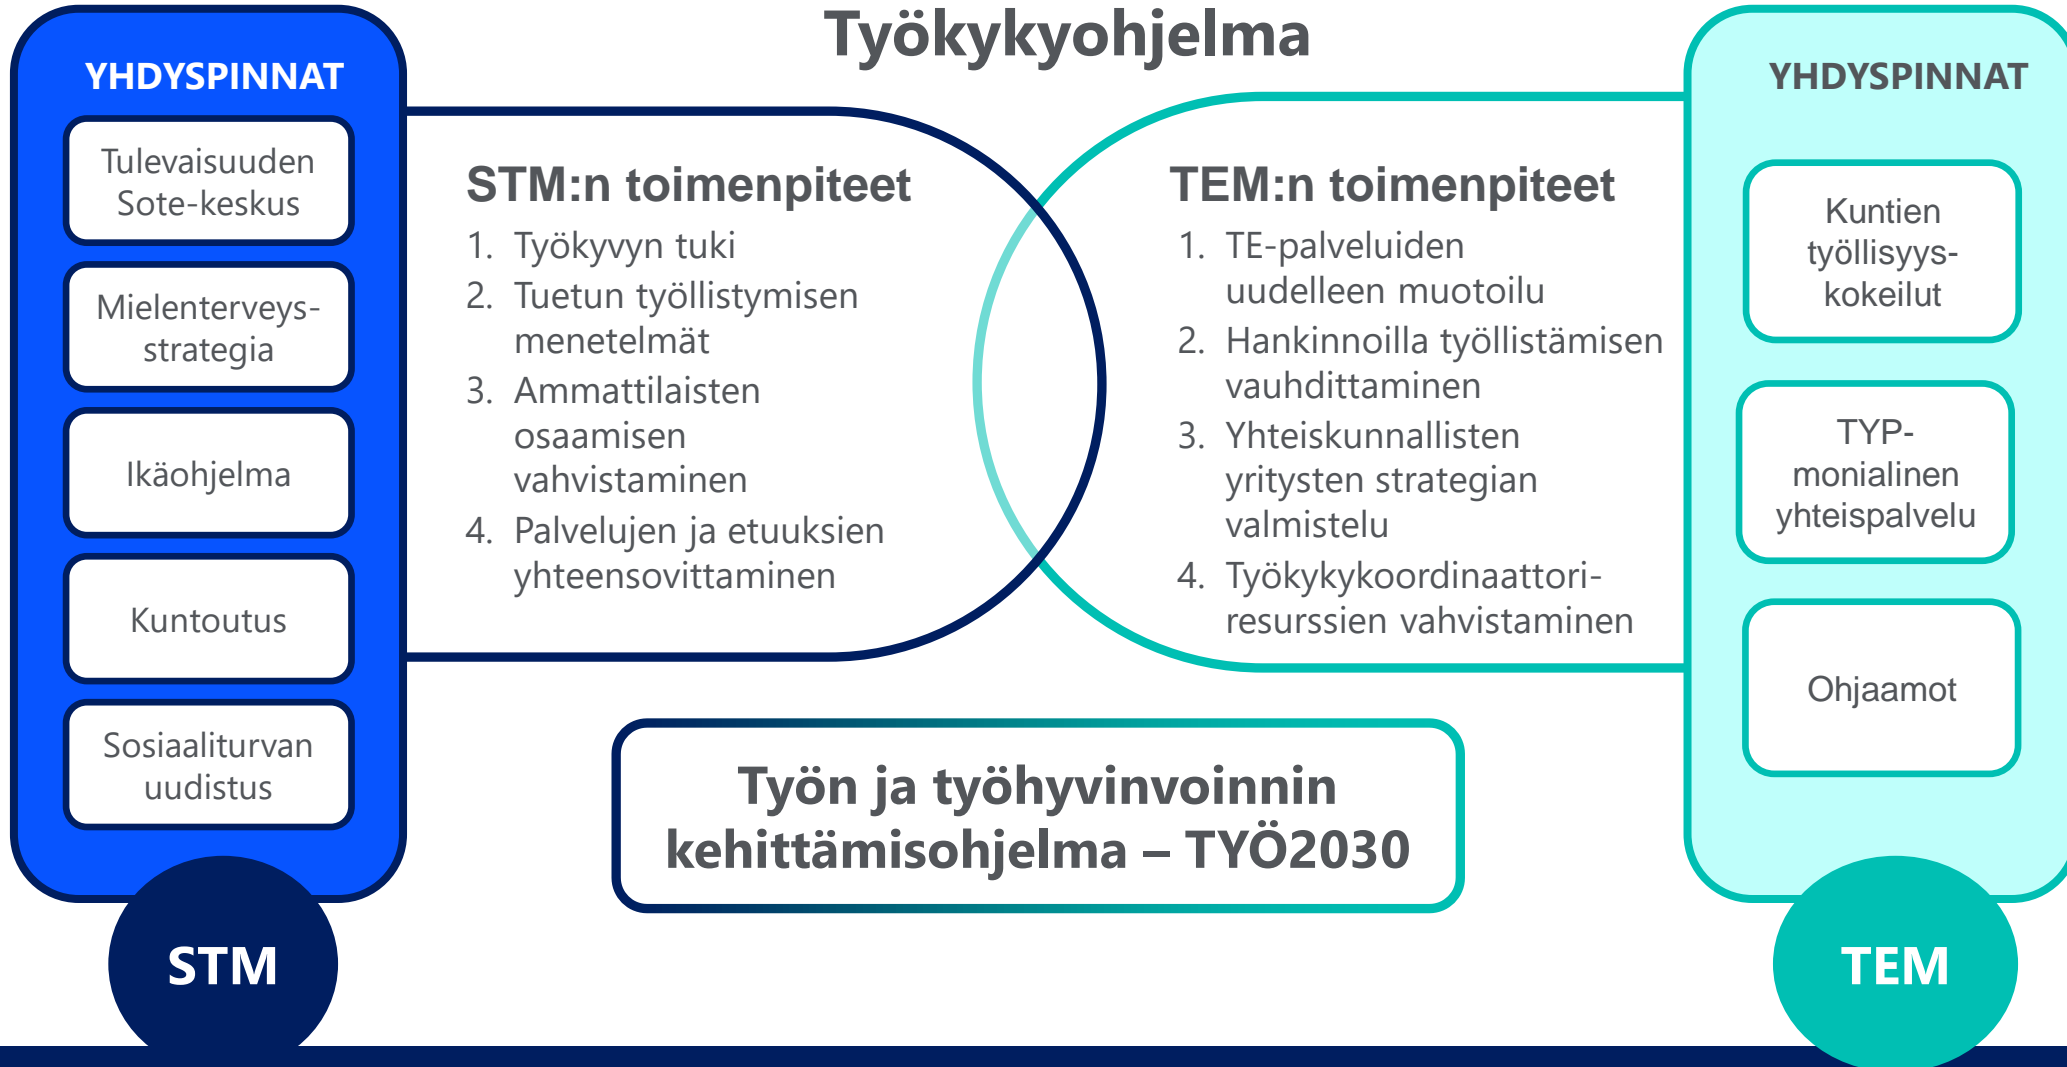 Työkykyohjelma
YHDYSPINNAT
Tulevaisuuden
Sote-keskus
Mielenterveys-
strategia
Ikäohjelma
Kuntoutus
Sosiaaliturvan
uudistus
STM
STM:n toimenpiteet
1. Työkyvyn tuki
2. Tuetun työllistymisen
menetelmät
3. Ammattilaisten
osaamisen
vahvistaminen
4. Palvelujen ja etuuksien
yhteensovittaminen
TEM:n toimenpiteet
1. TE-palveluiden
uudelleen muotoilu
2. Hankinnoilla työllistämisen
vauhdittaminen
3. Yhteiskunnallisten
yritysten strategian
valmistelu
4. Työkykykoordinaattori-
resurssien vahvistaminen
Työn ja työhyvinvoinnin
kehittämisohjelma – TYÖ2030
YHDYSPINNAT
Kuntien
työllisyys-
kokeilut
TYP-
monialinen
yhteispalvelu
Ohjaamot
TEM